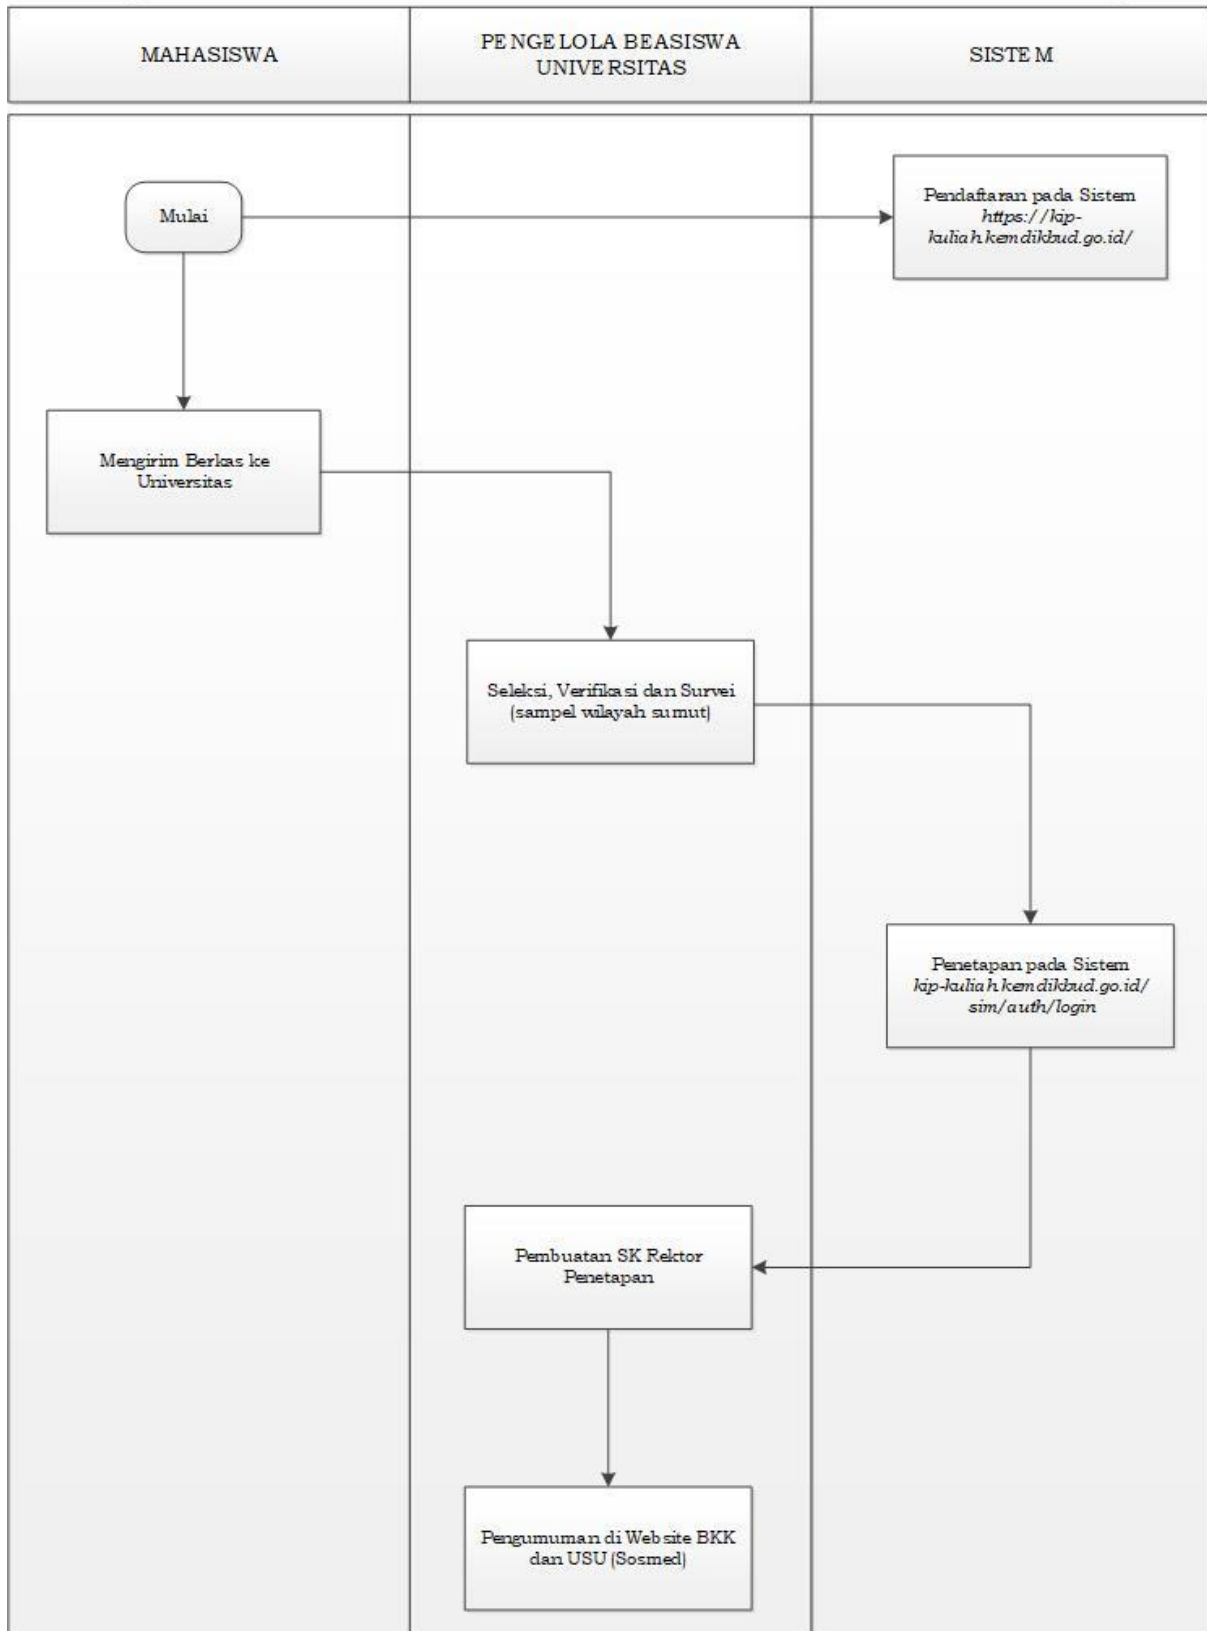 MAHASISWA
PENGELOLA BEASISWA
UNIVERSITAS
SISTEM
Mulai
Pendaftaran pada Sistem
https://kip-
kuliah.kemdikbud.go.id/
Mengirim Berkas ke
Universitas
Seleksi, Verifikasi dan Survei
(sampel wilayah sumut)
Penetapan pada Sistem
kip-kuliah.kemdikbud.go.id/
sim/auth/login
Pembuatan SK Rektor
Penetapan
Pengumuman di Website BKK
dan USU (Sosmed)